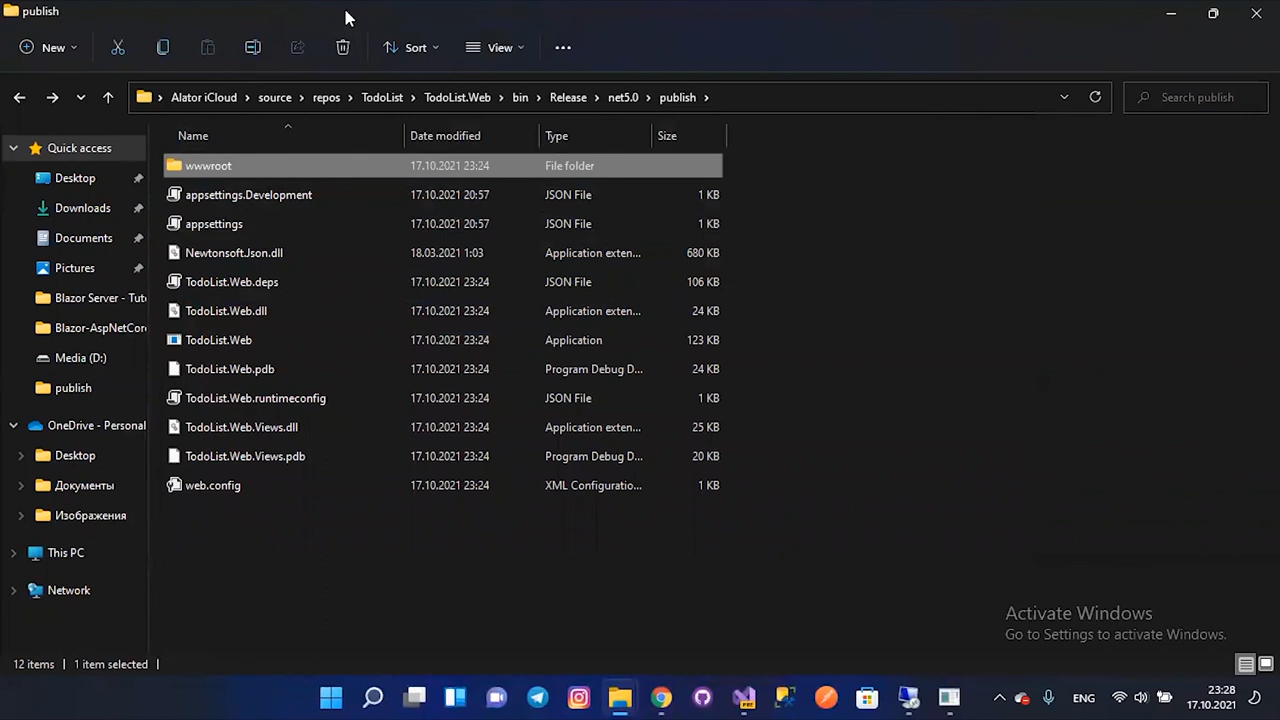 publish
New
Sort
View
Alator iCloud > source > repos > TodoList > TodoList.Web > bin > Release > net5.0 > publish >
Search publish
Name Date modified Type Size
Quick access
Desktop
Downloads
Documents
Pictures
Blazor Server - Tuto
Blazor-AspNetCor
Media (D:)
publish
OneDrive - Personal
Desktop
Документы
Изображения
This PC
Network
wwwroot 17.10.2021 23:24 File folder
appsettings.Development 17.10.2021 20:57 JSON File 1 KB
appsettings 17.10.2021 20:57 JSON File 1 KB
Newtonsoft.Json.dll 18.03.2021 1:03 Application exten... 680 KB
TodoList.Web.deps 17.10.2021 23:24 JSON File 106 KB
TodoList.Web.dll 17.10.2021 23:24 Application exten... 24 KB
TodoList.Web 17.10.2021 23:24 Application 123 KB
TodoList.Web.pdb 17.10.2021 23:24 Program Debug D... 24 KB
TodoList.Web.runtimeconfig 17.10.2021 23:24 JSON File 1 KB
TodoList.Web.Views.dll 17.10.2021 23:24 Application exten... 25 KB
TodoList.Web.Views.pdb 17.10.2021 23:24 Program Debug D... 20 KB
web.config 17.10.2021 23:24 XML Configuratio... 1 KB
Activate Windows
Go to Settings to activate Windows.
12 items 1 item selected
PRE
ENG
23:28
17.10.2021